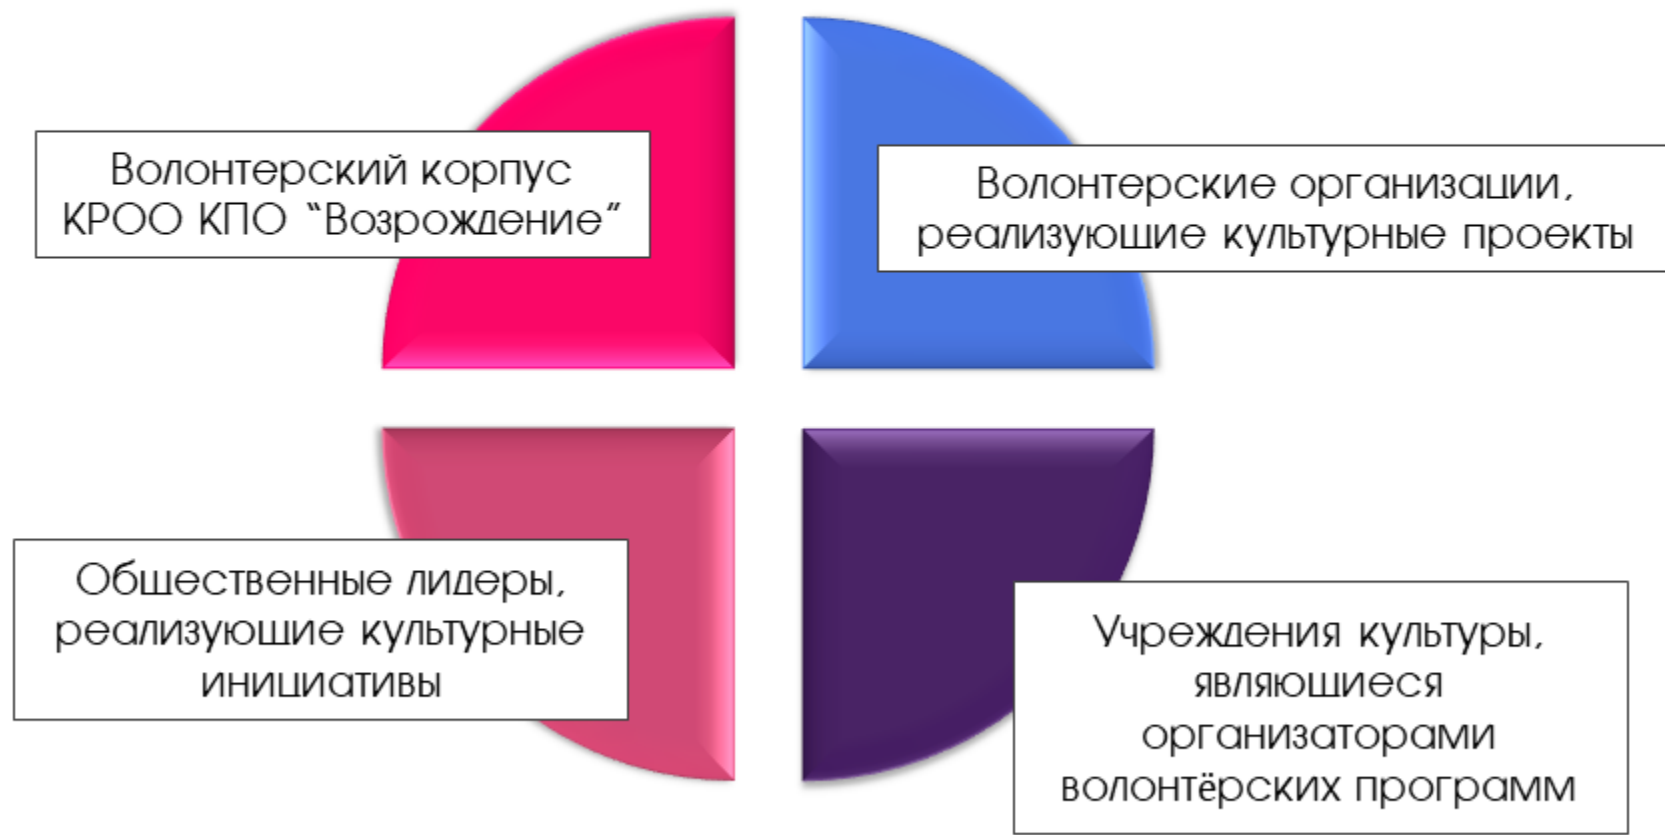 Волонтерский корпус
КРОО КПО “Возрождение”
Волонтерские организации,
реализующие культурные проекты
Общественные лидеры,
реализующие культурные
инициативы
Учреждения культуры,
являющиеся
организаторами
волонтёрских программ